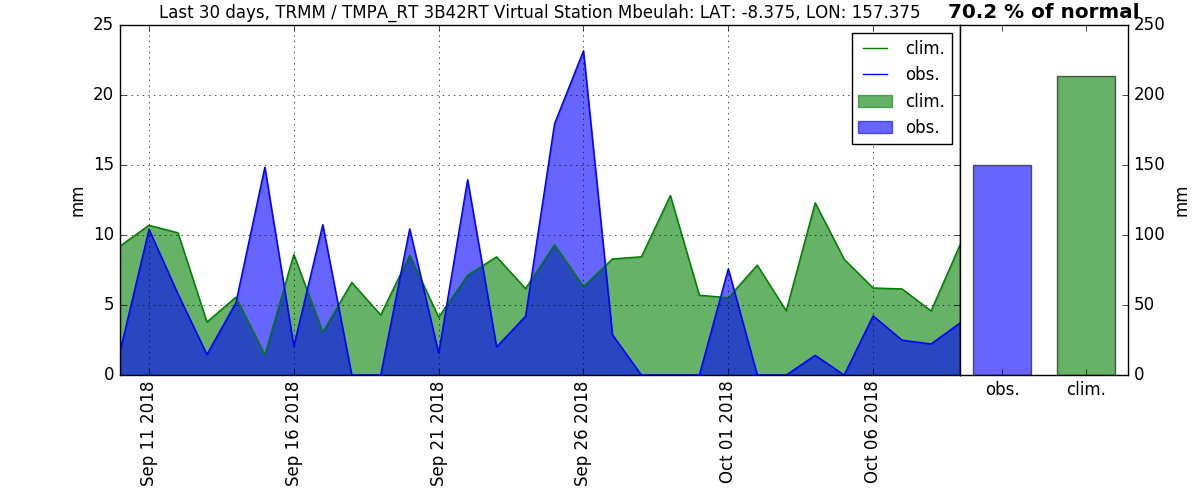 Last 30 days, TRMM / TMPA_RT 3B42RT Virtual Station Mbeulah: LAT: -8.375, LON: 157.375
70.2 % of normal
25
20
15
10
5
0
mm
clim.
obs.
clim.
obs.
Sep 11 2018
Sep 16 2018
Sep 21 2018
Sep 26 2018
Oct 01 2018
Oct 06 2018
250
200
150
100
50
0
mm
obs.
clim.